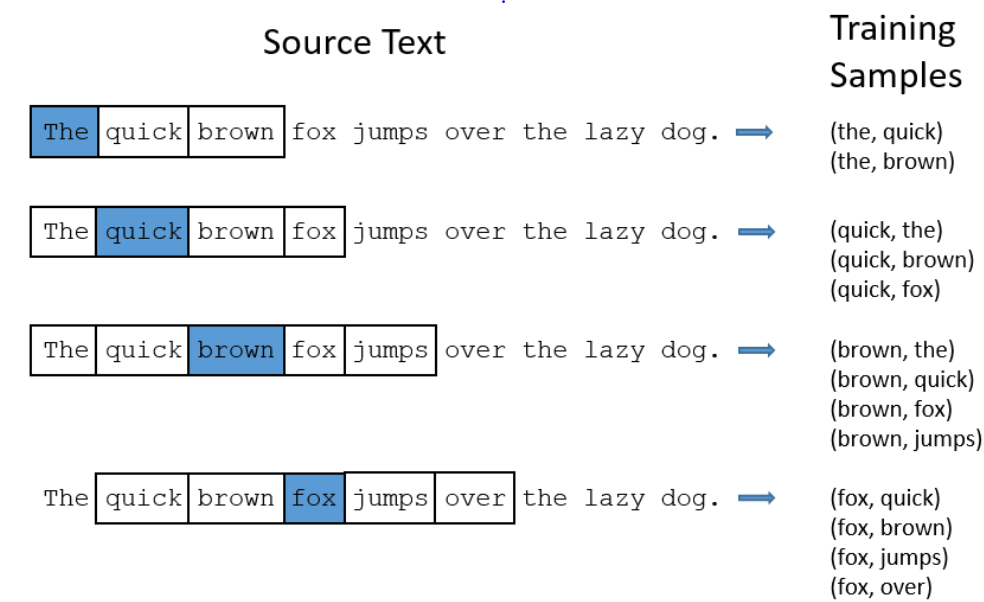 Source Text
Training
Samples
The quick brown fox jumps over the lazy dog.
(the, quick)
(the, brown)
The quick brown fox jumps over the lazy dog.
(quick, the)
(quick, brown)
(quick, fox)
The quick brown fox jumps over the lazy dog.
(brown, the)
(brown, quick)
(brown, fox)
(brown, jumps)
The quick brown fox jumps over the lazy dog.
(fox, quick)
(fox, brown)
(fox, jumps)
(fox, over)